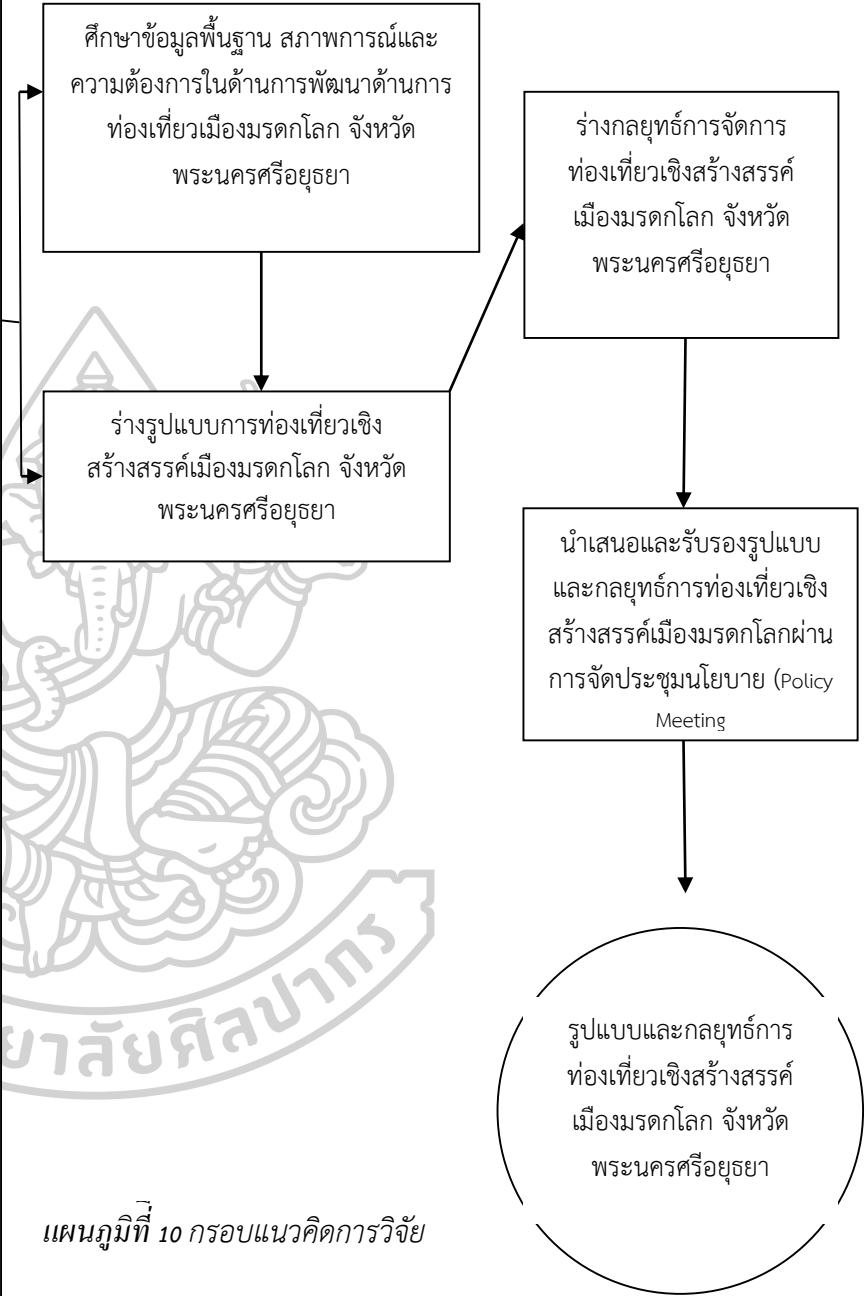 ศึกษาข้อมูลพื้นฐาน สภาพการณ์และ
ความต้องการในด้านการพัฒนาด้านการ
ท่องเที่ยวเมืองมรดกโลก จังหวัด
พระนครศรีอยุธยา
ร่างรูปแบบการท่องเที่ยวเชิง
สร้างสรรค์เมืองมรดกโลก จังหวัด
พระนครศรีอยุธยา
ร่างกลยุทธ์การจัดการ
ท่องเที่ยวเชิงสร้างสรรค์
เมืองมรดกโลก จังหวัด
พระนครศรีอยุธยา
นำเสนอและรับรองรูปแบบ
และกลยุทธ์การท่องเที่ยวเชิง
สร้างสรรค์เมืองมรดกโลกผ่าน
การจัดประชุมนโยบาย (Policy
Meeting
รูปแบบและกลยุทธ์การ
ท่องเที่ยวเชิงสร้างสรรค์
เมืองมรดกโลก จังหวัด
พระนครศรีอยุธยา
ยาลัยศิลปากร
แผนภูมิที่ 10 กรอบแนวคิดการวิจัย